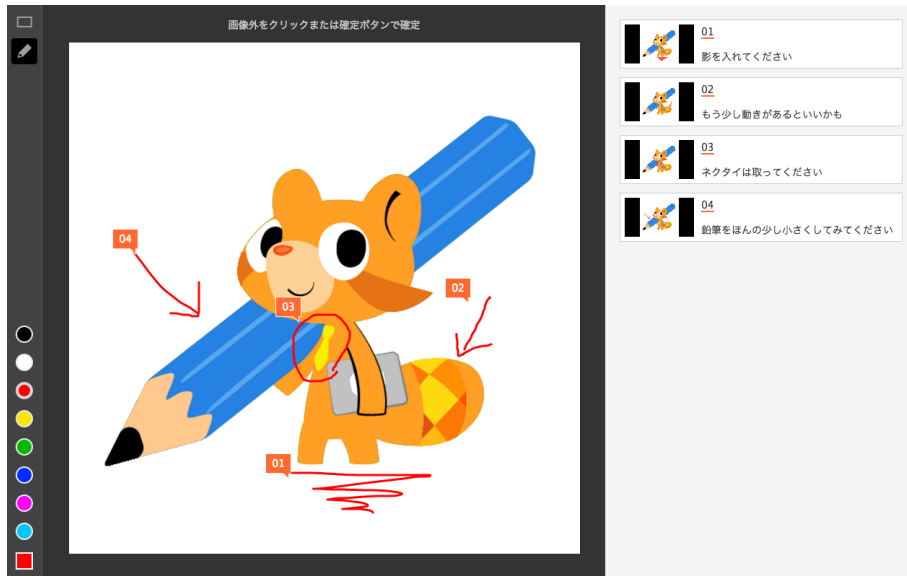 画像外をクリックまたは確定ボタンで確定
04
02
03
01
01
影を入れてください
02
もう少し動きがあるといいかも
03
ネクタイは取ってください
04
鉛筆をほんの少し小さくしてみてください